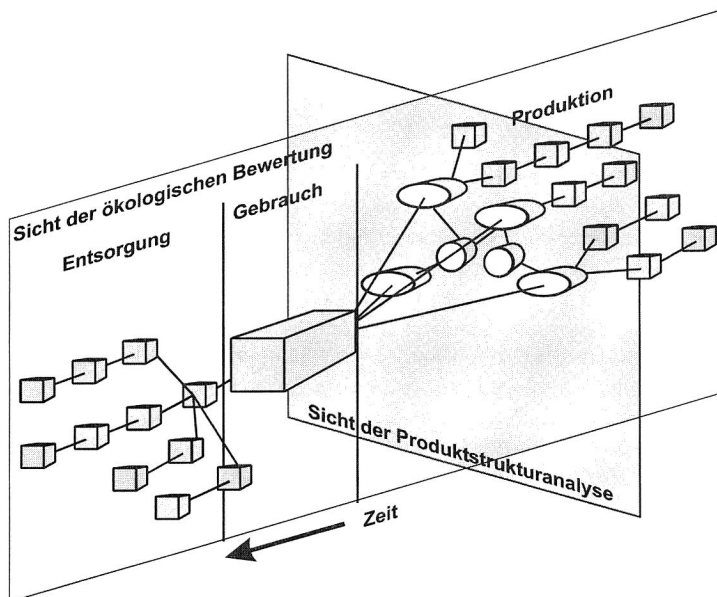 Produktion
Sicht der ökologischen Bewertung
Gebrauch
Entsorgung
Sicht der Produktstrukturanalyse
Zeit